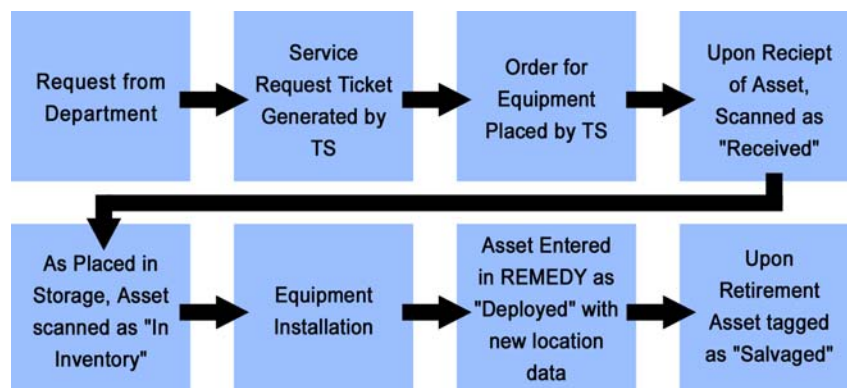 Request from
Department
Service
Request Ticket
Generated by
TS
Order for
Equipment
Placed by TS
Upon Reciept
of Asset,
Scanned as
"Received"
As Placed in
Storage, Asset
scanned as "In
Inventory"
Equipment
Installation
Asset Entered
in REMEDY as
"Deployed" with
new location
data
Upon
Retirement
Asset tagged
as "Salvaged"